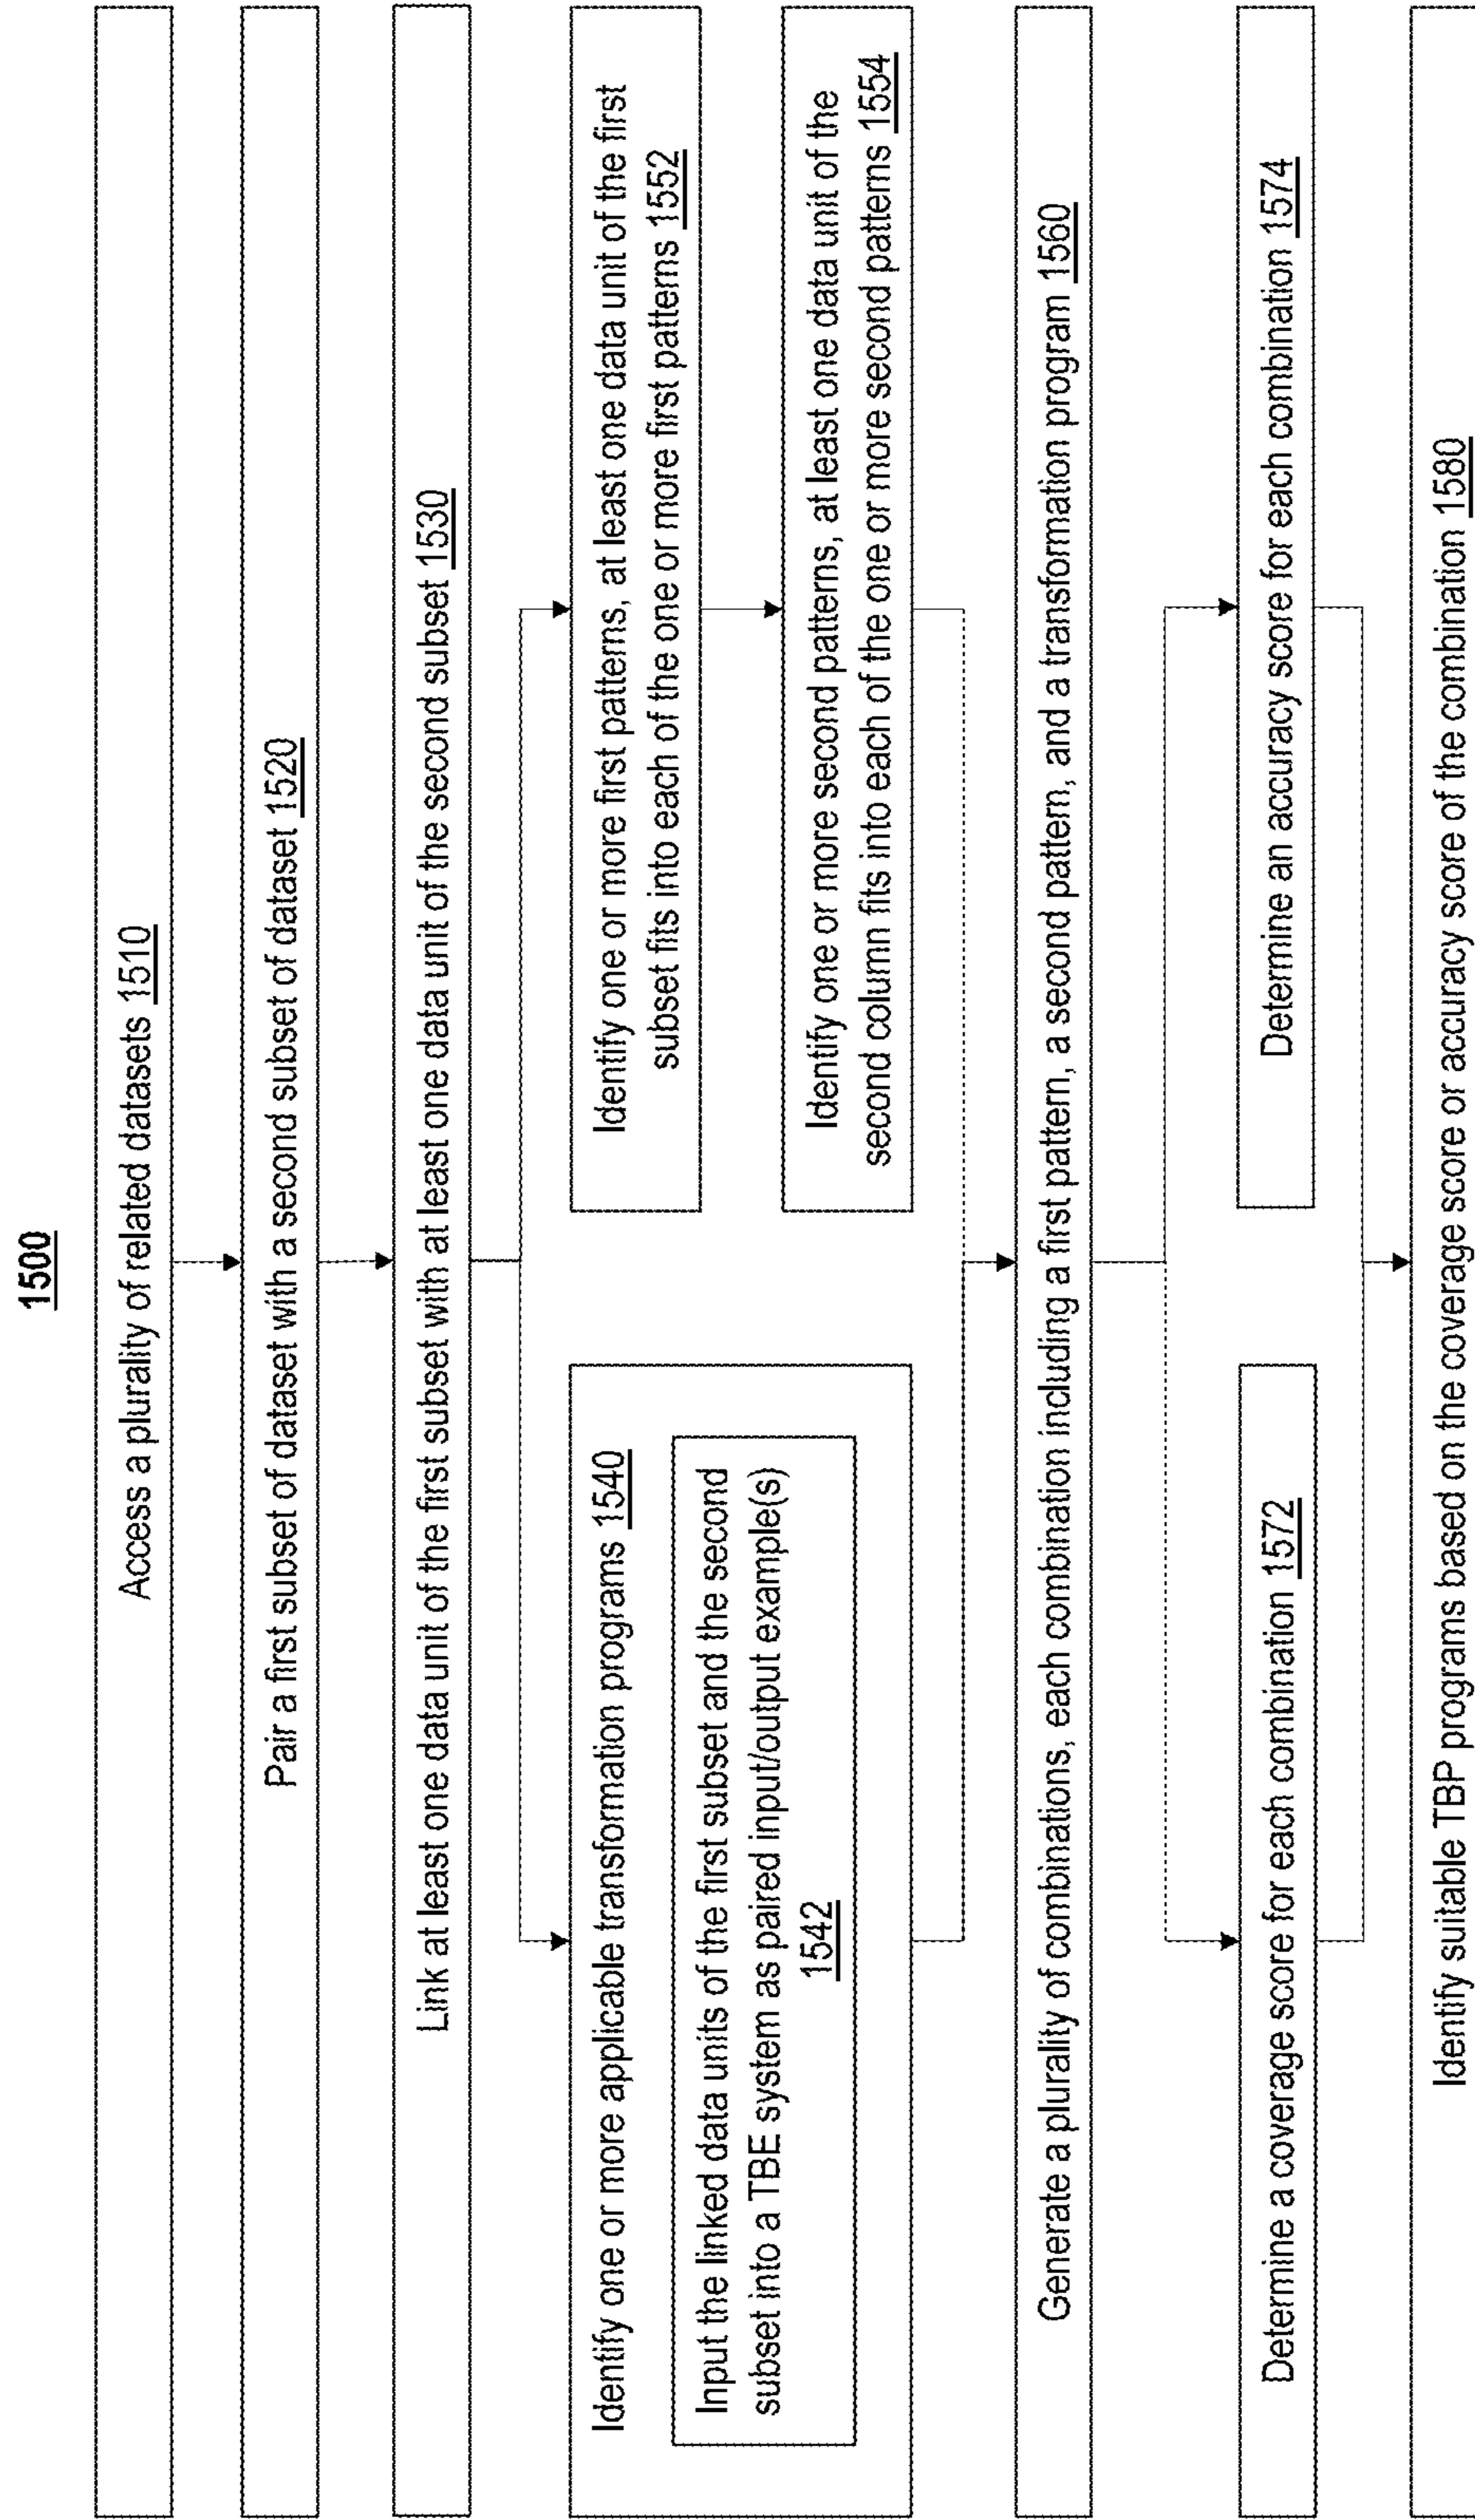 1500
Access a plurality of related datasets 1510
Pair a first subset of dataset with a second subset of dataset 1520
Link at least one data unit of the first subset with at least one data unit of the second subset 1530
Identify one or more applicable transformation programs 1540
Input the linked data units of the first subset and the second
subset into a TBE system as paired input/output example(s)
1542
Identify one or more first patterns, at least one data unit of the first
subset fits into each of the one or more first patterns 1552
Identify one or more second patterns, at least one data unit of the
second column fits into each of the one or more second patterns 1554
Generate a plurality of combinations, each combination including a first pattern, a second pattern, and a transformation program 1560
Determine a coverage score for each combination 1572
Determine an accuracy score for each combination 1574
Identify suitable TBP programs based on the coverage score or accuracy score of the combination 1580